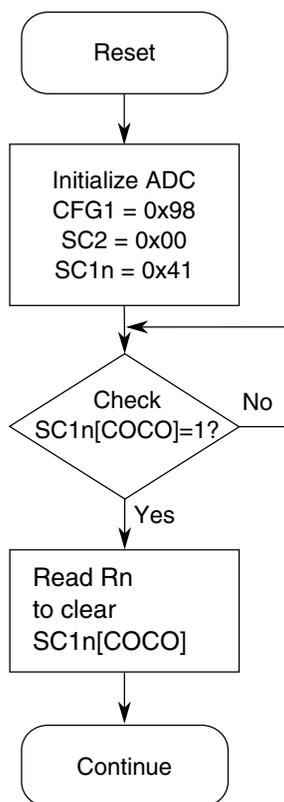 Reset
Initialize ADC
CFG1 = 0x98
SC2 = 0x00
SC1n = 0x41
Check
SC1n[COCO]=1?
No
Yes
Read Rn
to clear
SC1n[COCO]
Continue